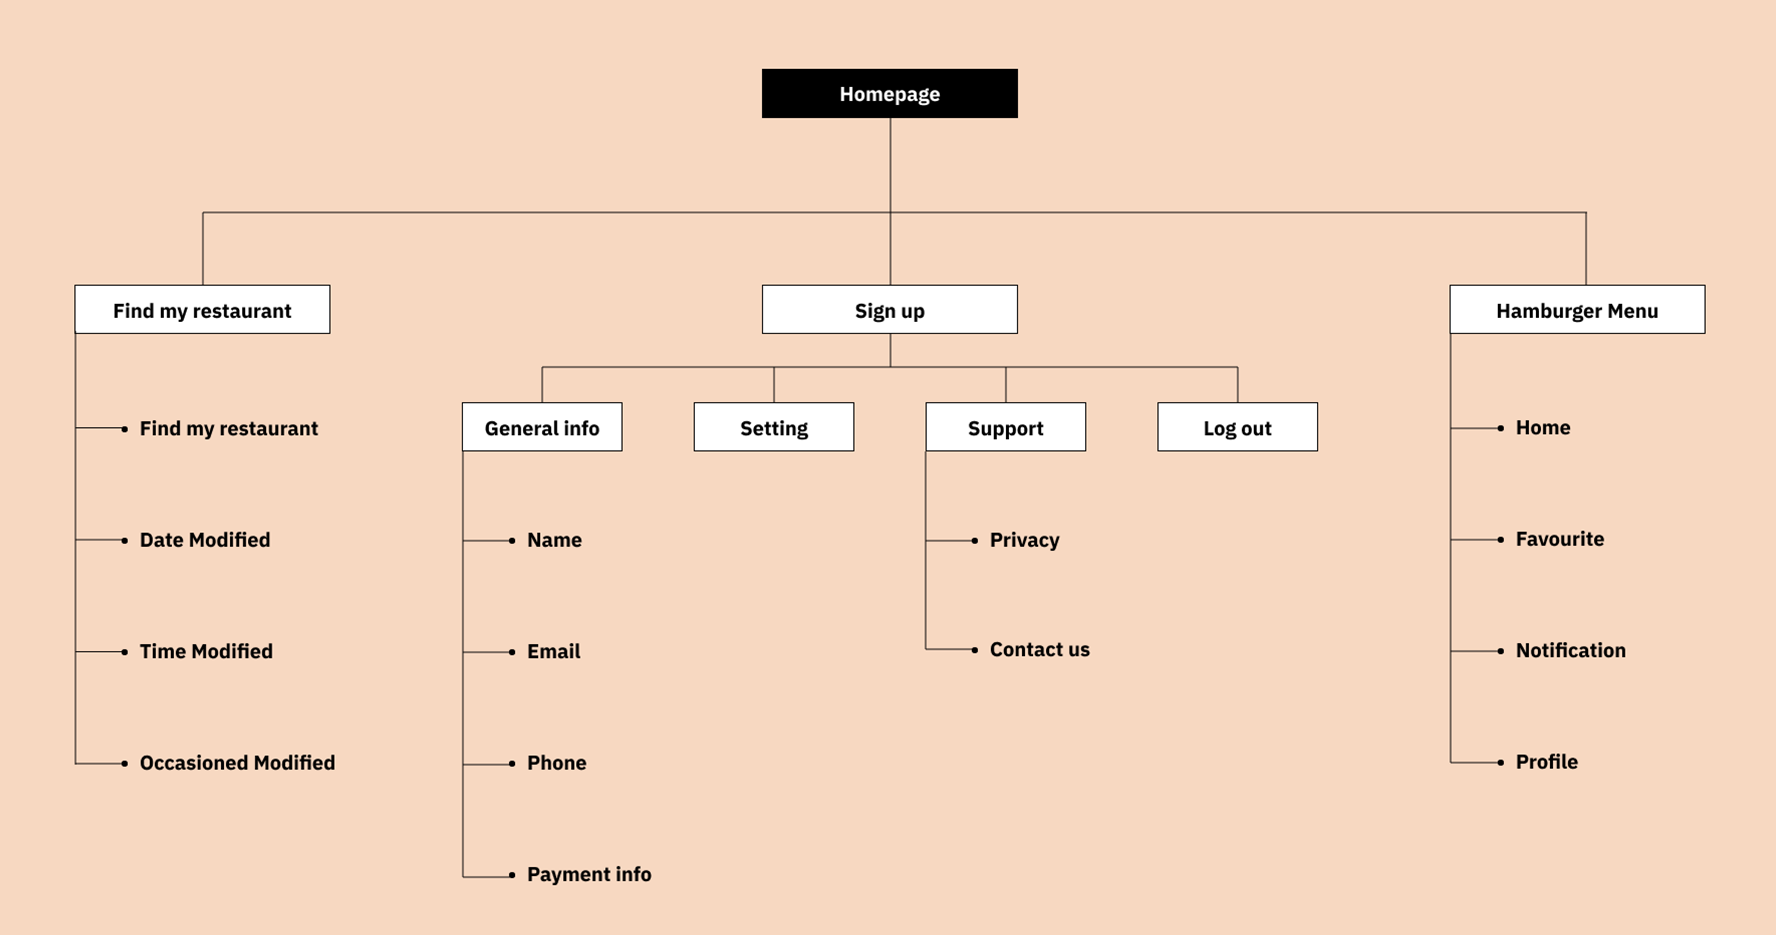 Homepage
Find my restaurant
Sign up
Hamburger Menu
General info
Setting
Support
Log out
Find my restaurant
Date Modified
Time Modified
Occasioned Modified
Name
Email
Phone
Payment info
Privacy
Contact us
Home
Favourite
Notification
Profile